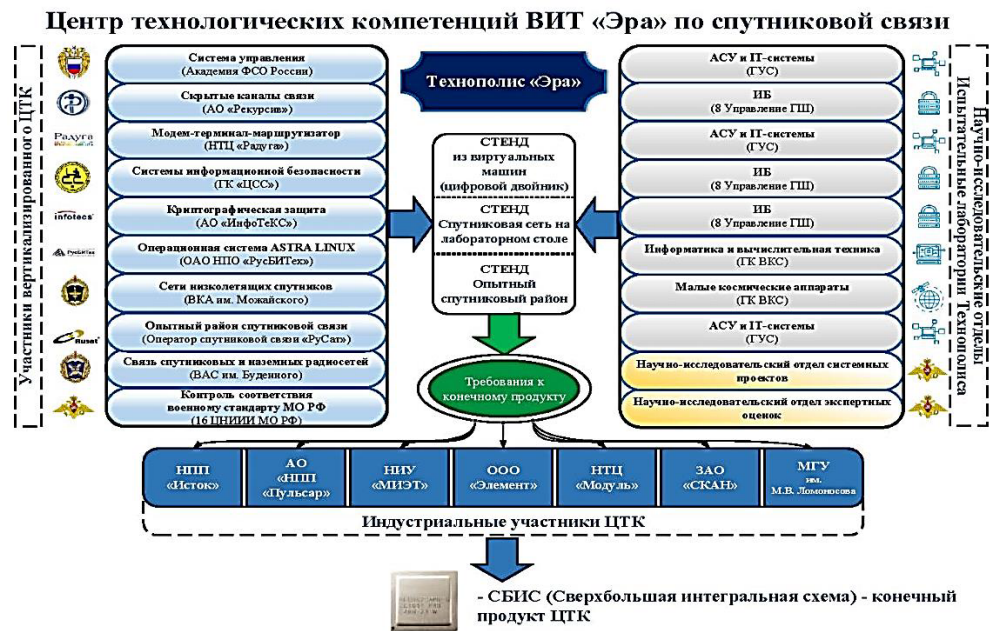 Центр технологических компетенций ВИТ «Эра» по спутниковой связи
Участники вертикализированного ЦТК
Система управления
(Академия ФСО России)
Скрытые каналы связи
(АО «Рекурсив»)
Радуга
Модем-терминал-маршрутизатор
(НТЦ «Радуга»)
Системы информационной безопасности
(ГК «ЦСС»)
infotecs
Криптографическая защита
(АО «ИнфоТеКС»)
РусБИТех
Операционная система ASTRA LINUX
(ОАО НПО «РусБИТех»)
Сети низколетящих спутников
(ВКА им. Можайского)
Rusat
Опытный район спутниковой связи
(Оператор спутниковой связи «РуСат»)
Связь спутниковых и наземных радиосетей
(ВАС им. Буденного)
Контроль соответствия
военному стандарту МО РФ
(16 ЦНИИИ МО РФ)
Технополис «Эра»
СТЕНД
из виртуальных
машин
(цифровой двойник)
СТЕНД
Спутниковая сеть на
лабораторном столе
СТЕНД
Опытный
спутниковый район
Требования к
конечному продукту
АСУ и IT-системы
(ГУС)
ИБ
(8 Управление ГШ)
АСУ и IT-системы
(ГУС)
ИБ
(8 Управление ГШ)
ИБ
(8 Управление ГШ)
Информатика и вычислительная техника
(ГК ВКС)
Малые космические аппараты
(ГК ВКС)
АСУ и IT-системы
(ГУС)
Научно-исследовательский отдел системных
проектов
Научно-исследовательский отдел экспертных
оценок
Научно-исследовательские отделы
Испытательные лаборатории Технополиса
НПП
«Исток»
АО
«НПП
«Пульсар»
НИУ
«МИЭТ»
ООО
«Элемент»
НТЦ
«Модуль»
ЗАО
«СКАН»
МГУ
им.
М.В. Ломоносова
Индустриальные участники ЦТК
- СБИС (Сверхбольшая интегральная схема) - конечный
продукт ЦТК